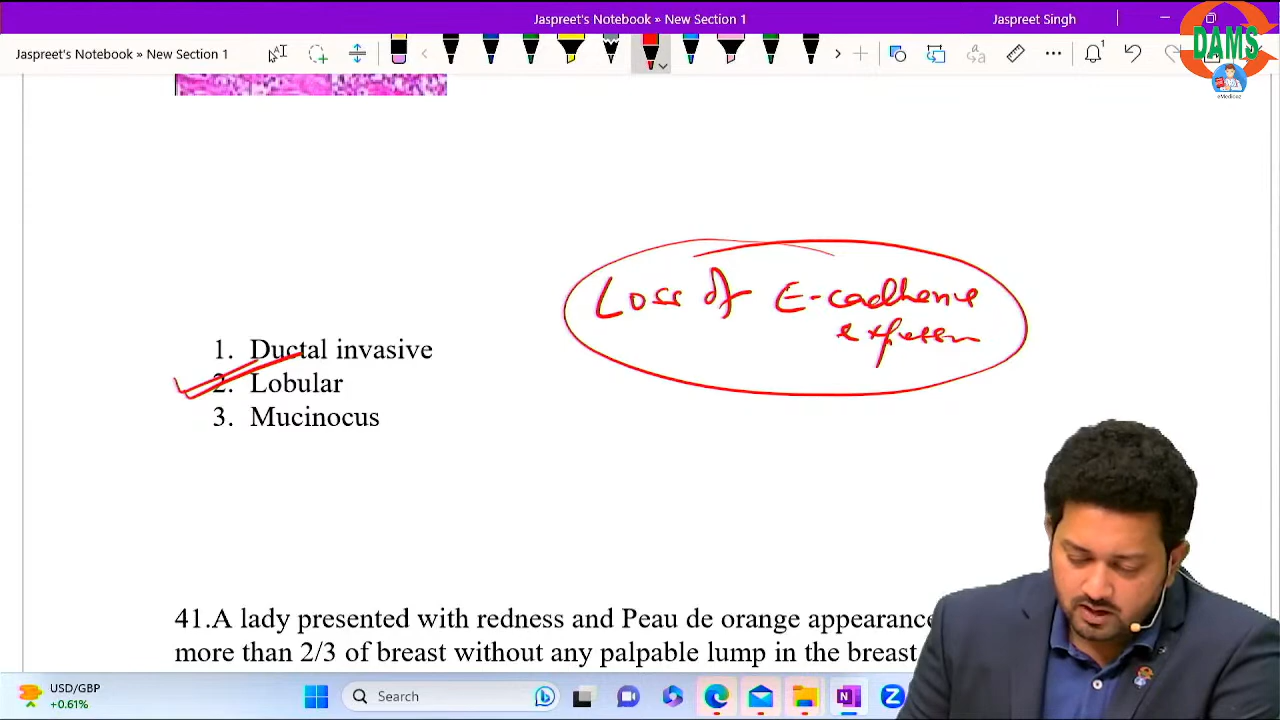 Jaspreet's Notebook » New Section 1
Jaspreet Singh
Jaspreet's Notebook » New Section 1
DAMS
eMedicoz
Loss of E-cadherine
1. Ductal invasive
2. Lobular
3. Mucinocus
41.A lady presented with redness and Peau de orange appearance
more than 2/3 of breast without any palpable lump in the breast
USD/GBP
+0.61%
Search